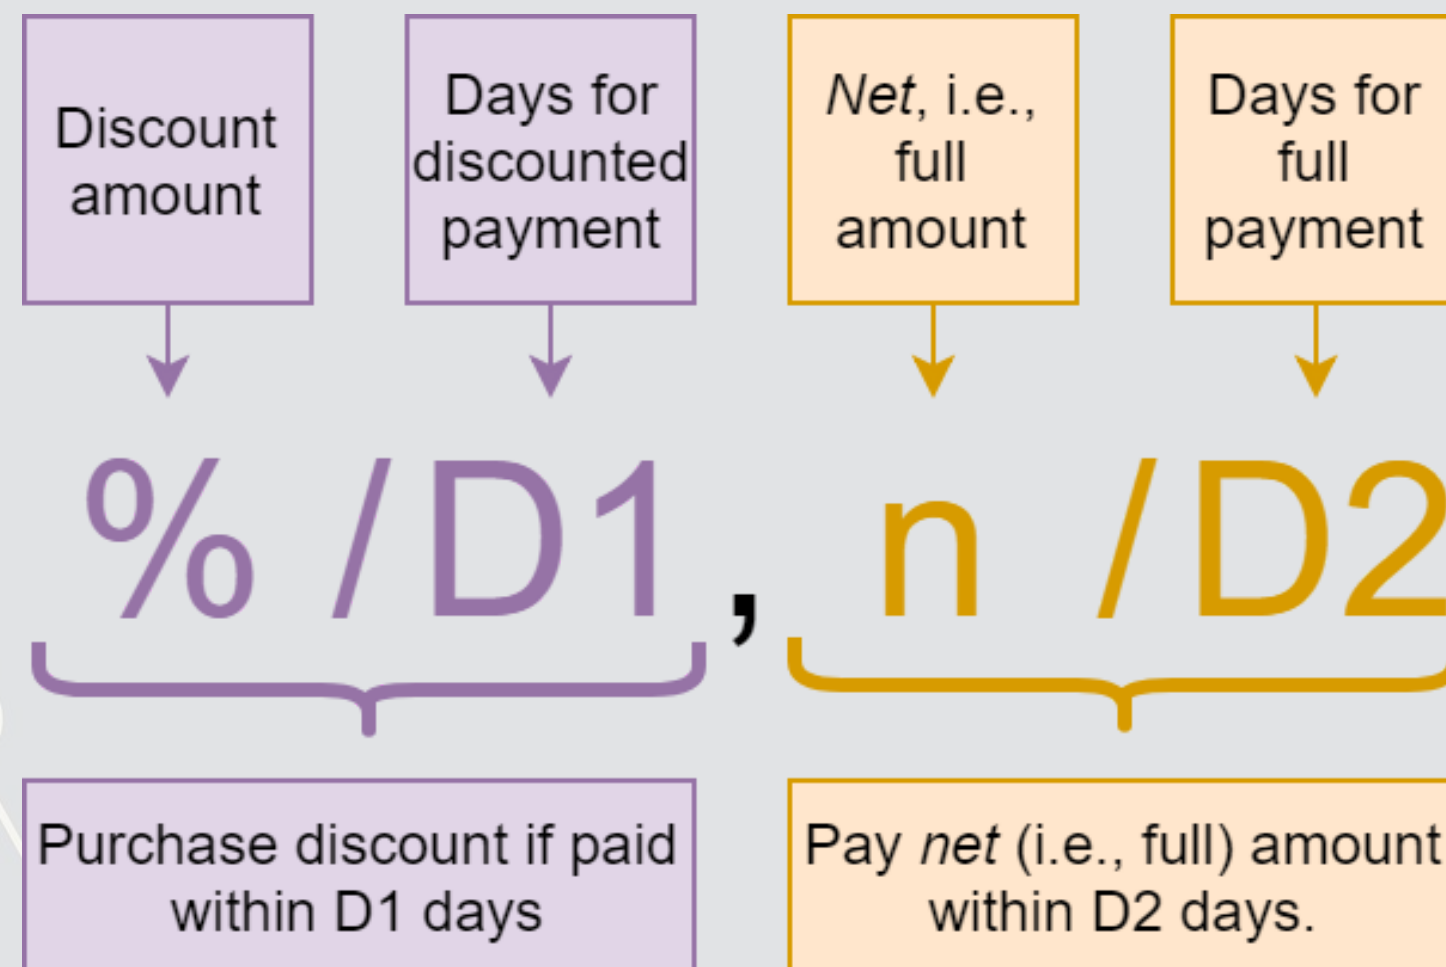 Discount
amount
Days for
discounted
payment
Net, i.e.,
full
amount
Days for
full
payment
% / D1 , n / D2
Purchase discount if paid
within D1 days
Pay net (i.e., full) amount
within D2 days.